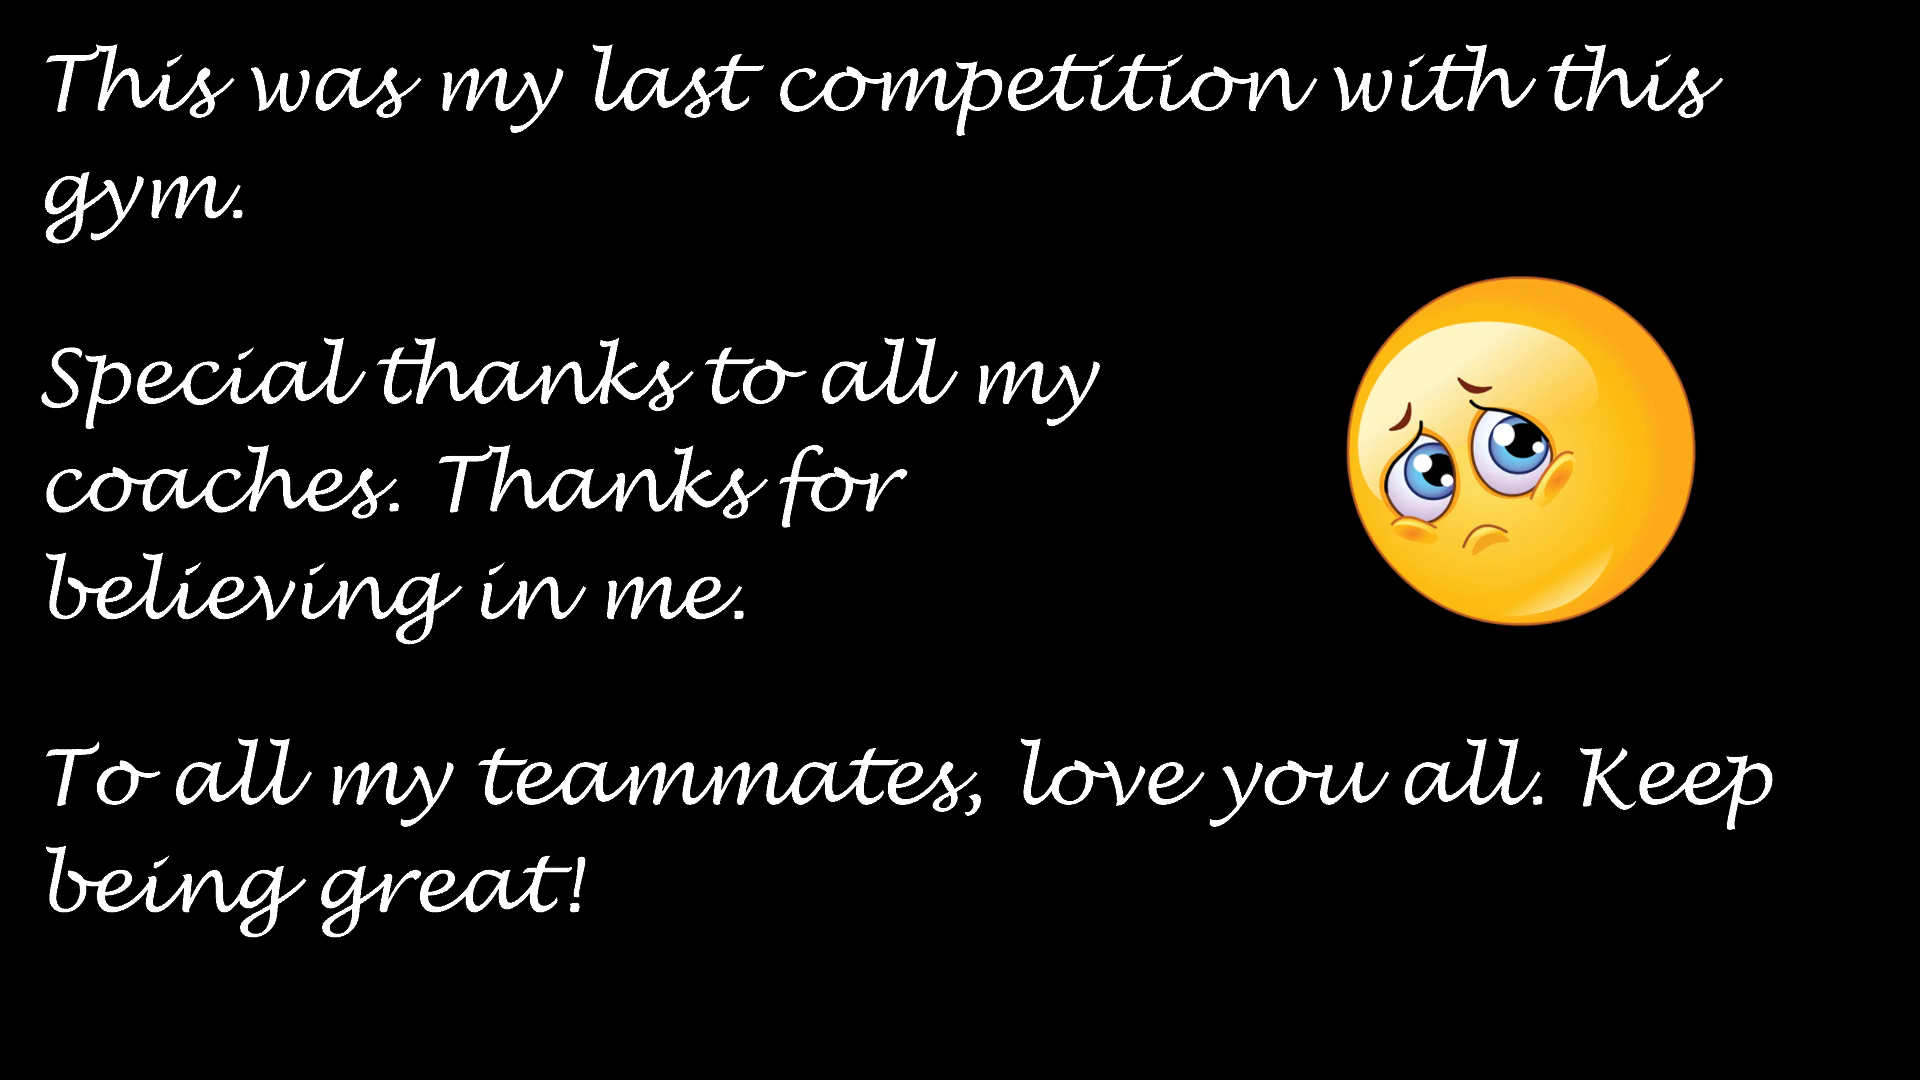 This was my last competition with this
gym.
Special thanks to all my
coaches. Thanks for
believing in me.
To all my teammates, love you all. Keep
being great!